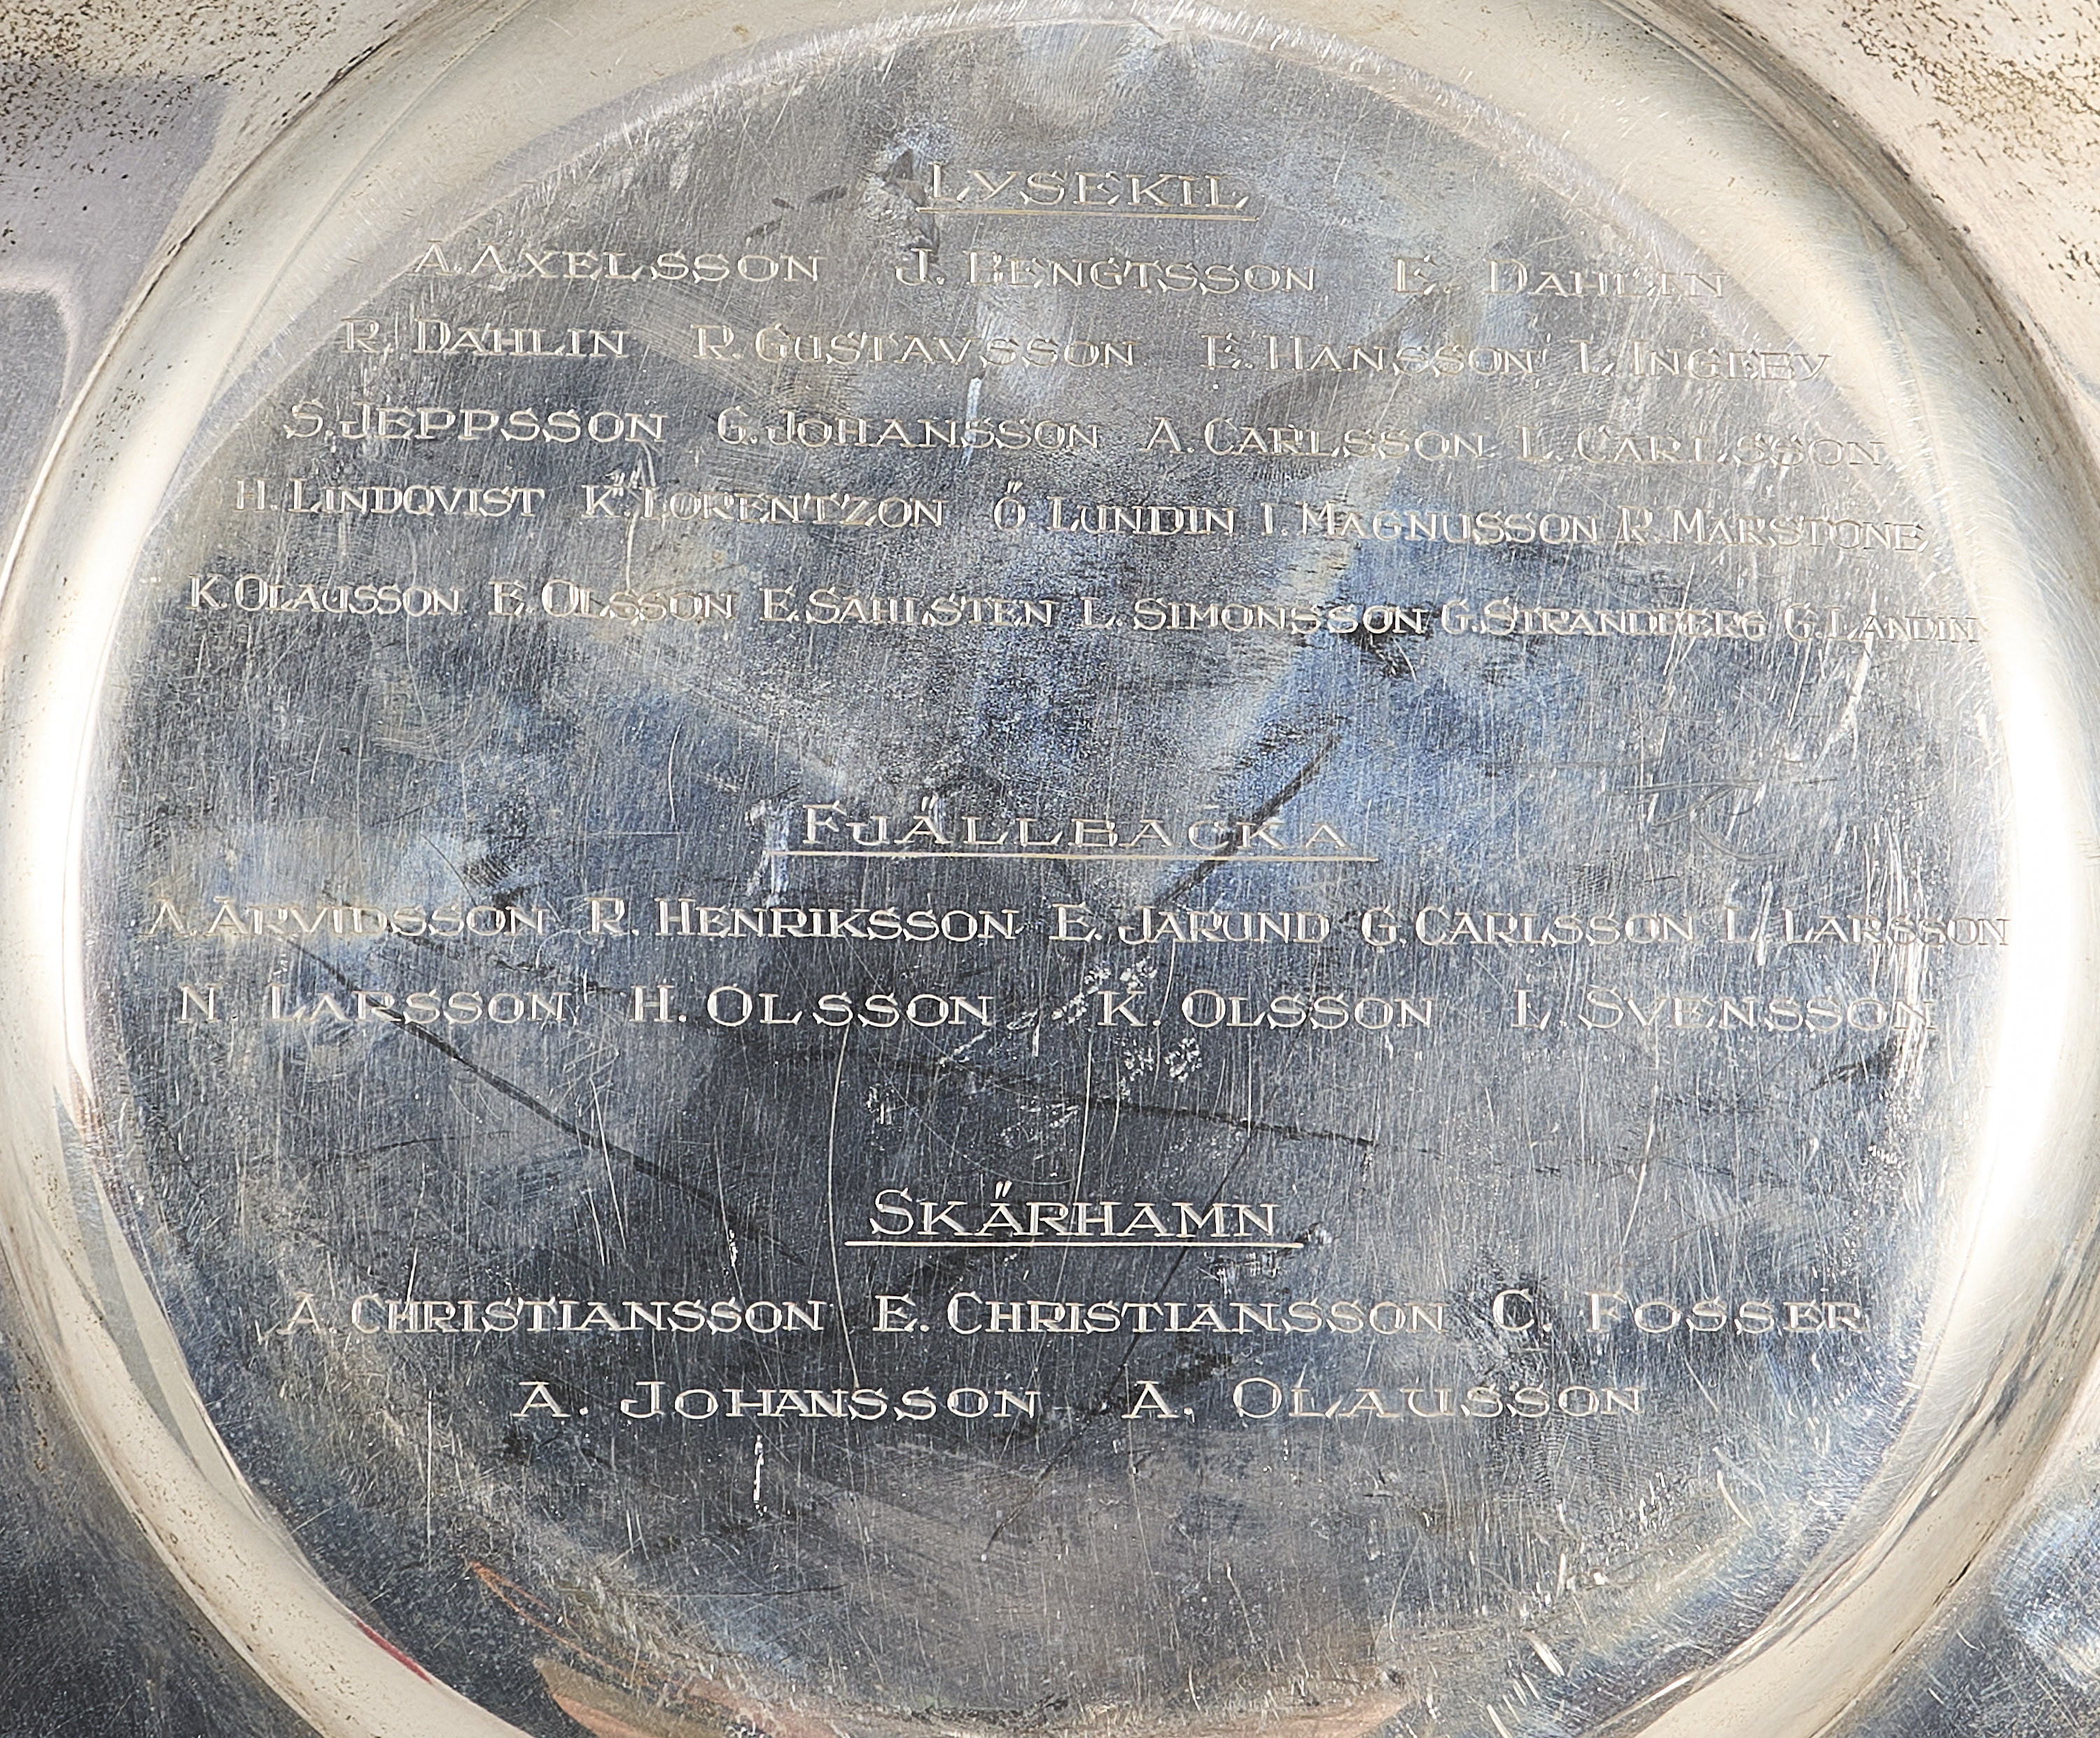 LYSEKIL
A. AXELSSON J. BENGTSSON E. DAHLIN
R. DAHLIN R. GUSTAVSSON E. HANSSON L. INGEBY
S. JEPPSSON G. JOHANSSON A. CARLSSON L. CARLSSON
H. LINDQVIST K. LORENTZON Ö. LUNDIN I. MAGNUSSON R. MARSTONE
K. OLAUSSON B. OLSSON E. SAHLSTEN L. SIMONSSON G. STRANDBERG G. LANDIN
FJÄLLBACKA
A. ARVIDSSON R. HENRIKSSON E. JARUND G. CARLSSON L. LARSSON
N. LARSSON H. OLSSON K. OLSSON L. SVENSSON
SKÄRHAMN
A. CHRISTIANSSON E. CHRISTIANSSON C. FOSSER
A. JOHANSSON A. OLAUSSON